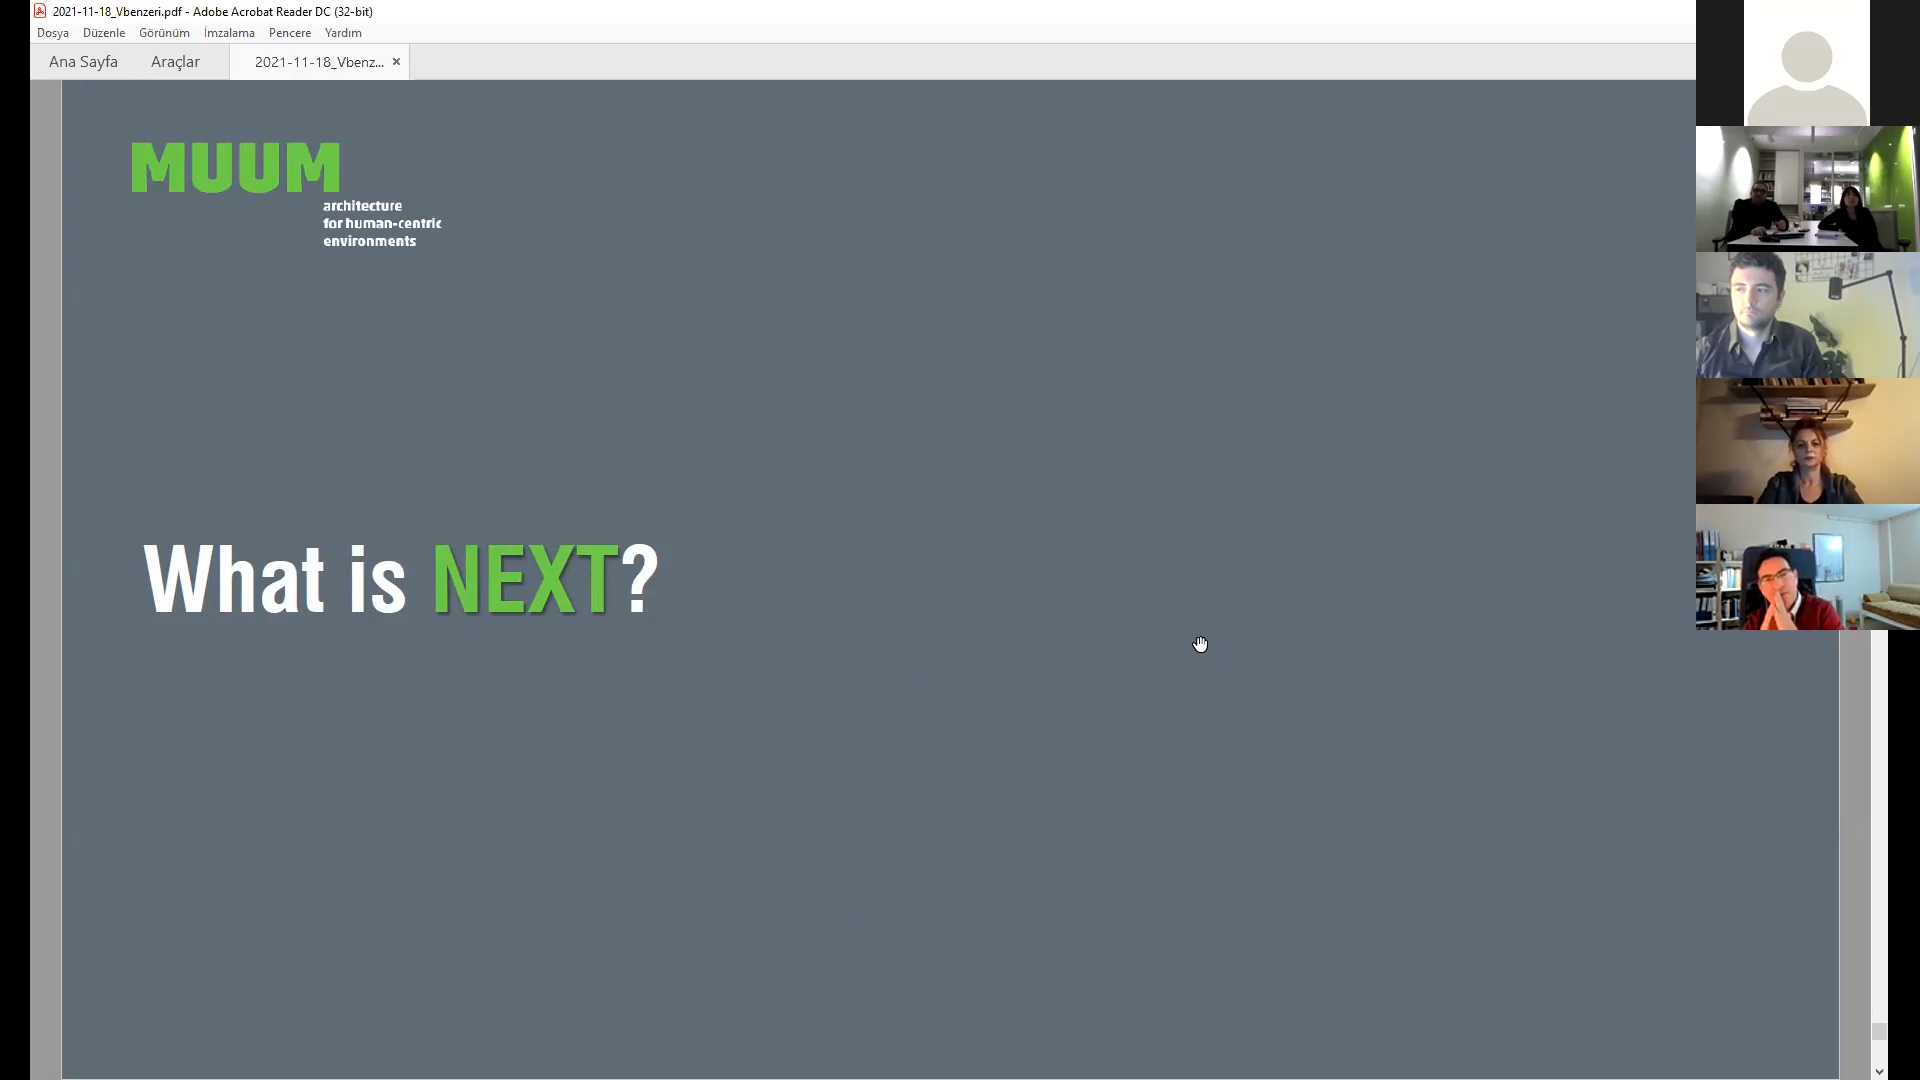 2021-11-18_Vbenzeri.pdf - Adobe Acrobat Reader DC (32-bit)
Dosya Düzenle Görünüm İmzalama Pencere Yardım
Ana Sayfa Araçlar 2021-11-18_Vbenz... ×
MUUM
architecture
for human-centric
environments
What is NEXT?